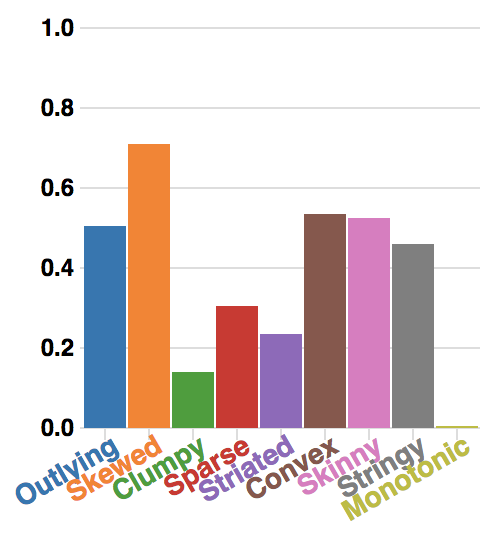 1.0
0.8
0.6
0.4
0.2
0.0
Outlying
Skewed
Clumpy
Sparse
Striated
Convex
Skinny
Stringy
Monotonic